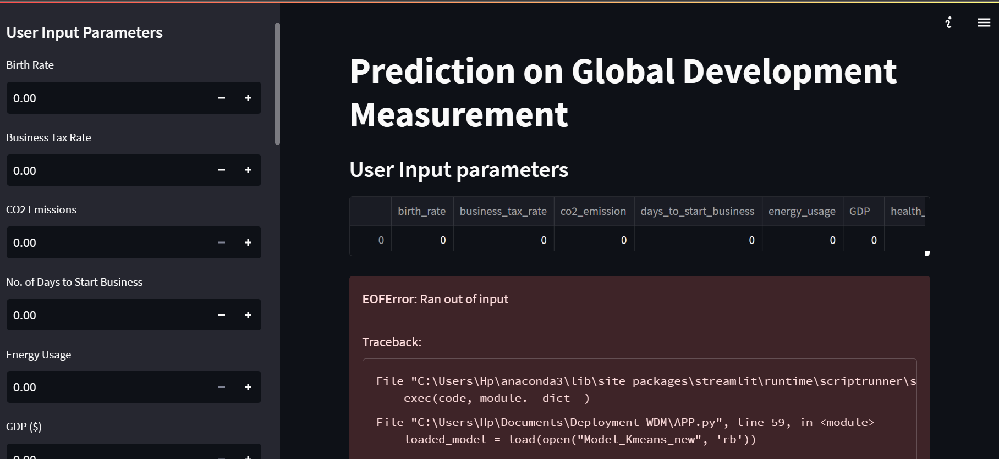 User Input Parameters
Birth Rate
0.00
Business Tax Rate
0.00
CO2 Emissions
0.00
No. of Days to Start Business
0.00
Energy Usage
0.00
GDP ($)
0.00
Prediction on Global Development
Measurement
User Input parameters
birth_rate business_tax_rate co2_emission days_to_start_business energy_usage GDP health_
0 0 0 0 0 0 0
EOFError: Ran out of input
Traceback:
File "C:\Users\Hp\anaconda3\lib\site-packages\streamlit\runtime\scriptrunner\s
exec(code, module.__dict__)
File "C:\Users\Hp\Documents\Deployment WDM\APP.py", line 59, in <module>
loaded_model = load(open("Model_Kmeans_new", 'rb'))